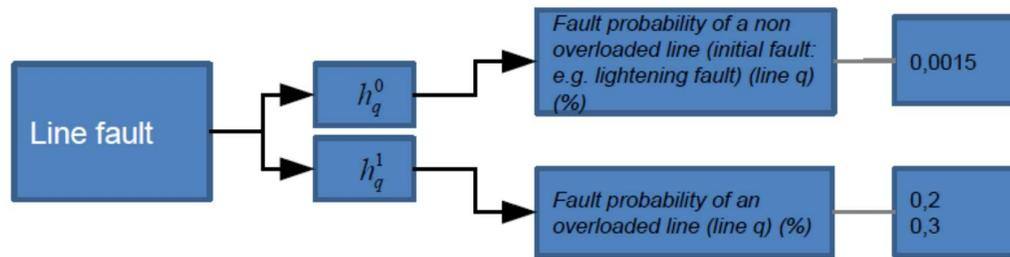 Line fault
h_q^0
Fault probability of a non
overloaded line (initial fault:
e.g. lightening fault) (line q)
(%)
0,0015
h_q^1
Fault probability of an
overloaded line (line q) (%)
0,2
0,3